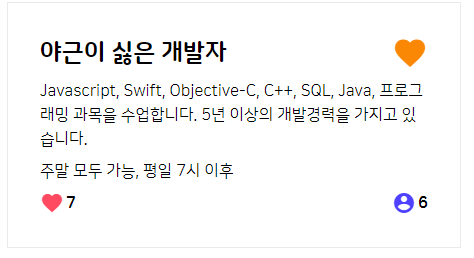 야근이 싫은 개발자
Javascript, Swift, Objective-C, C++, SQL, Java, 프로그
래밍 과목을 수업합니다. 5년 이상의 개발경력을 가지고 있
습니다.
주말 모두 가능, 평일 7시 이후
7
6